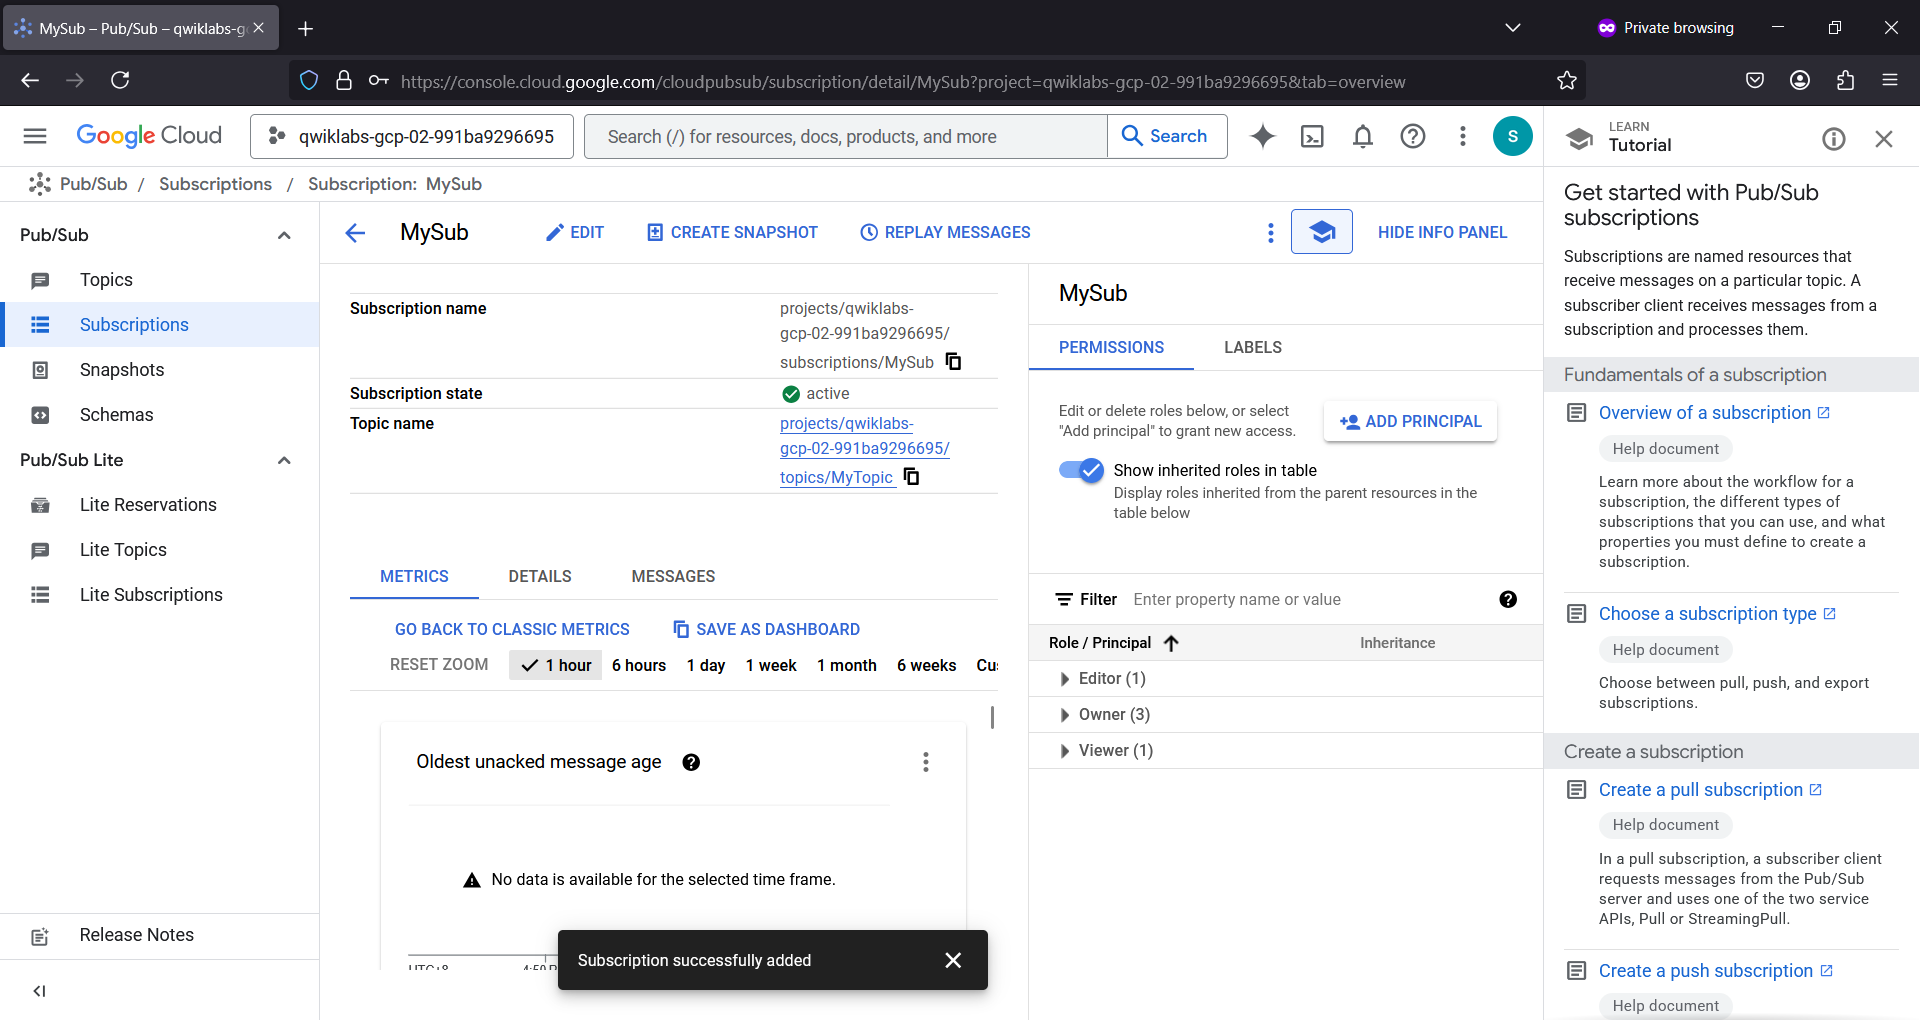 MySub – Pub/Sub – qwiklabs-g
Private browsing
https://console.cloud.google.com/cloudpubsub/subscription/detail/MySub?project=qwiklabs-gcp-02-991ba9296695&tab=overview
Google Cloud
qwiklabs-gcp-02-991ba9296695
Search (/) for resources, docs, products, and more
Search
S
LEARN
Tutorial
Pub/Sub / Subscriptions / Subscription: MySub
Pub/Sub
Topics
Subscriptions
Snapshots
Schemas
Pub/Sub Lite
Lite Reservations
Lite Topics
Lite Subscriptions
Release Notes
MySub
EDIT
CREATE SNAPSHOT
REPLAY MESSAGES
HIDE INFO PANEL
Subscription name
projects/qwiklabs-
gcp-02-991ba9296695/
subscriptions/MySub
Subscription state
active
Topic name
projects/qwiklabs-
gcp-02-991ba9296695/
topics/MyTopic
METRICS
DETAILS
MESSAGES
GO BACK TO CLASSIC METRICS
SAVE AS DASHBOARD
RESET ZOOM
1 hour
6 hours
1 day
1 week
1 month
6 weeks
Oldest unacked message age
No data is available for the selected time frame.
Subscription successfully added
MySub
PERMISSIONS
LABELS
Edit or delete roles below, or select
"Add principal" to grant new access.
ADD PRINCIPAL
Show inherited roles in table
Display roles inherited from the parent resources in the
table below
Filter
Enter property name or value
Role / Principal
Inheritance
Editor (1)
Owner (3)
Viewer (1)
Get started with Pub/Sub
subscriptions
Subscriptions are named resources that
receive messages on a particular topic. A
subscriber client receives messages from a
subscription and processes them.
Fundamentals of a subscription
Overview of a subscription
Help document
Learn more about the workflow for a
subscription, the different types of
subscriptions that you can use, and what
properties you must define to create a
subscription.
Choose a subscription type
Help document
Choose between pull, push, and export
subscriptions.
Create a subscription
Create a pull subscription
Help document
In a pull subscription, a subscriber client
requests messages from the Pub/Sub
server and uses one of the two service
APIs, Pull or StreamingPull.
Create a push subscription
Help document